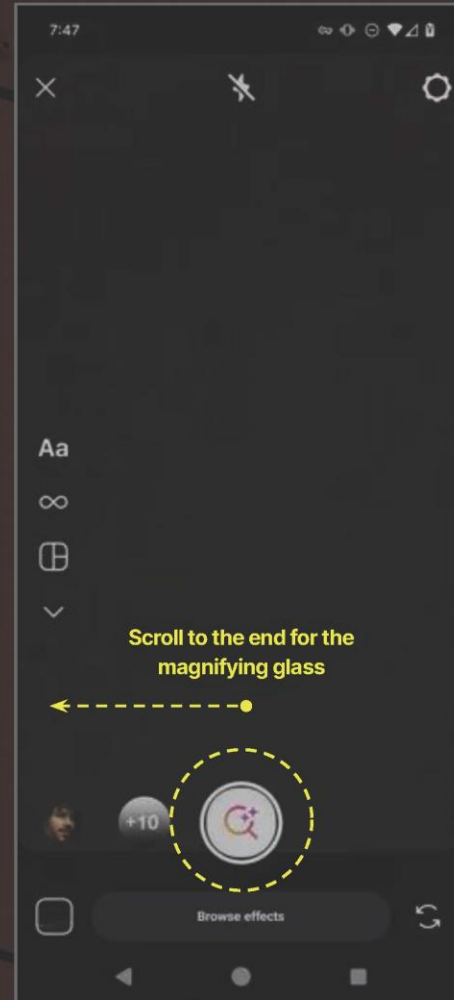 7:47
Aa
Scroll to the end for the
magnifying glass
+10
Browse effects